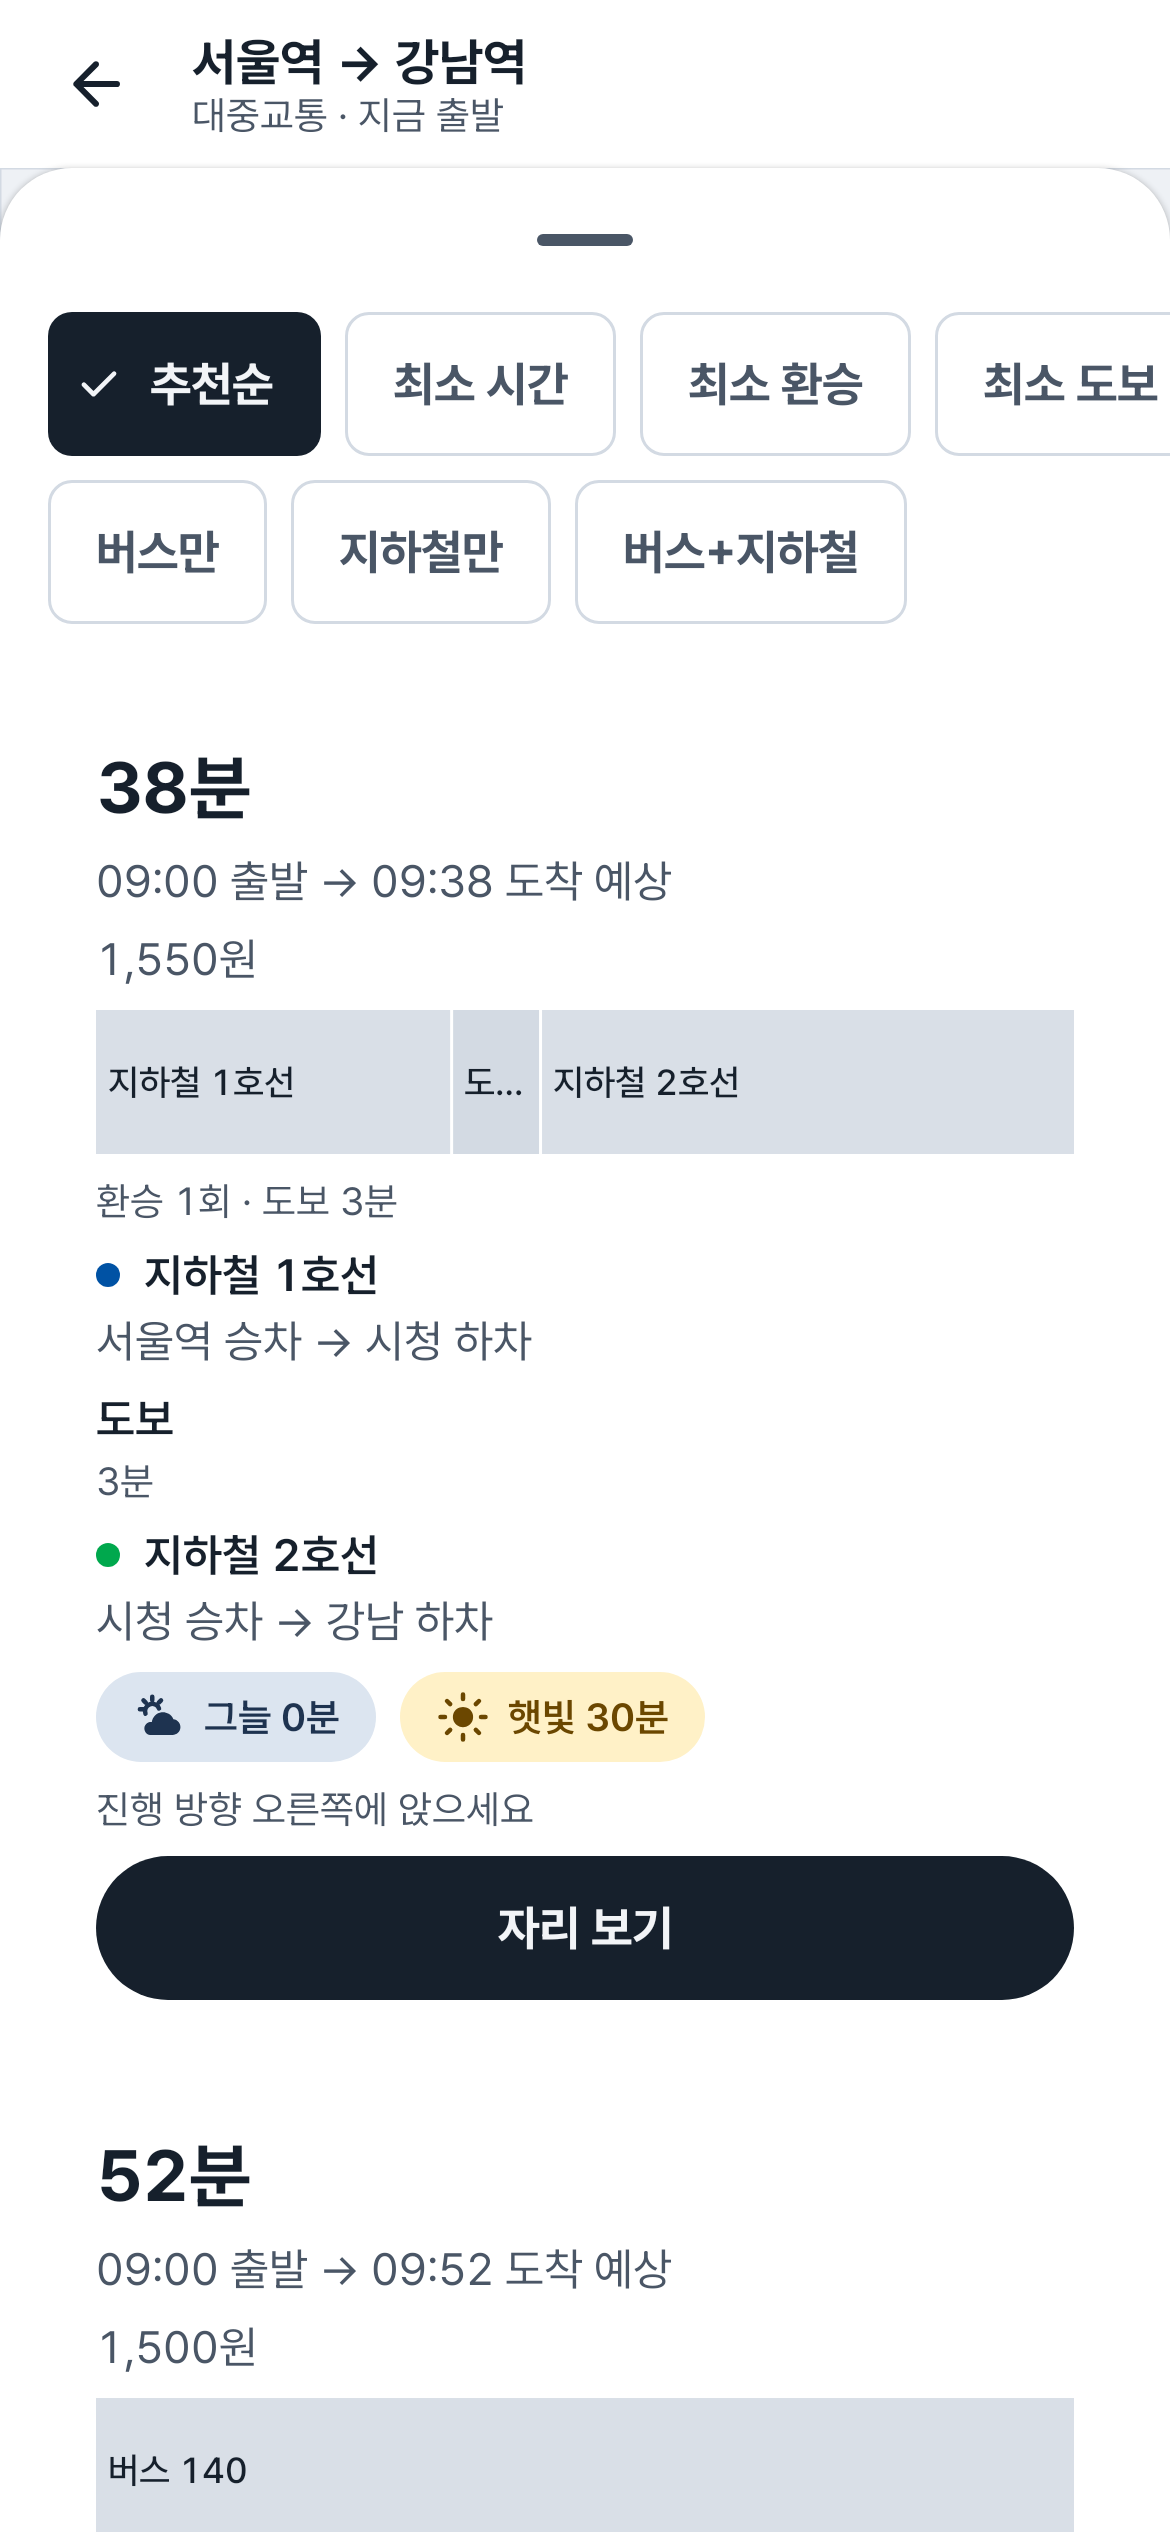 서울역 → 강남역
대중교통 · 지금 출발
추천순 최소 시간 최소 환승 최소 도보
버스만 지하철만 버스+지하철
38분
09:00 출발 → 09:38 도착 예상
1,550원
지하철 1호선 도... 지하철 2호선
환승 1회 · 도보 3분
지하철 1호선
서울역 승차 → 시청 하차
도보
3분
지하철 2호선
시청 승차 → 강남 하차
그늘 0분 햇빛 30분
진행 방향 오른쪽에 앉으세요
자리 보기
52분
09:00 출발 → 09:52 도착 예상
1,500원
버스 140